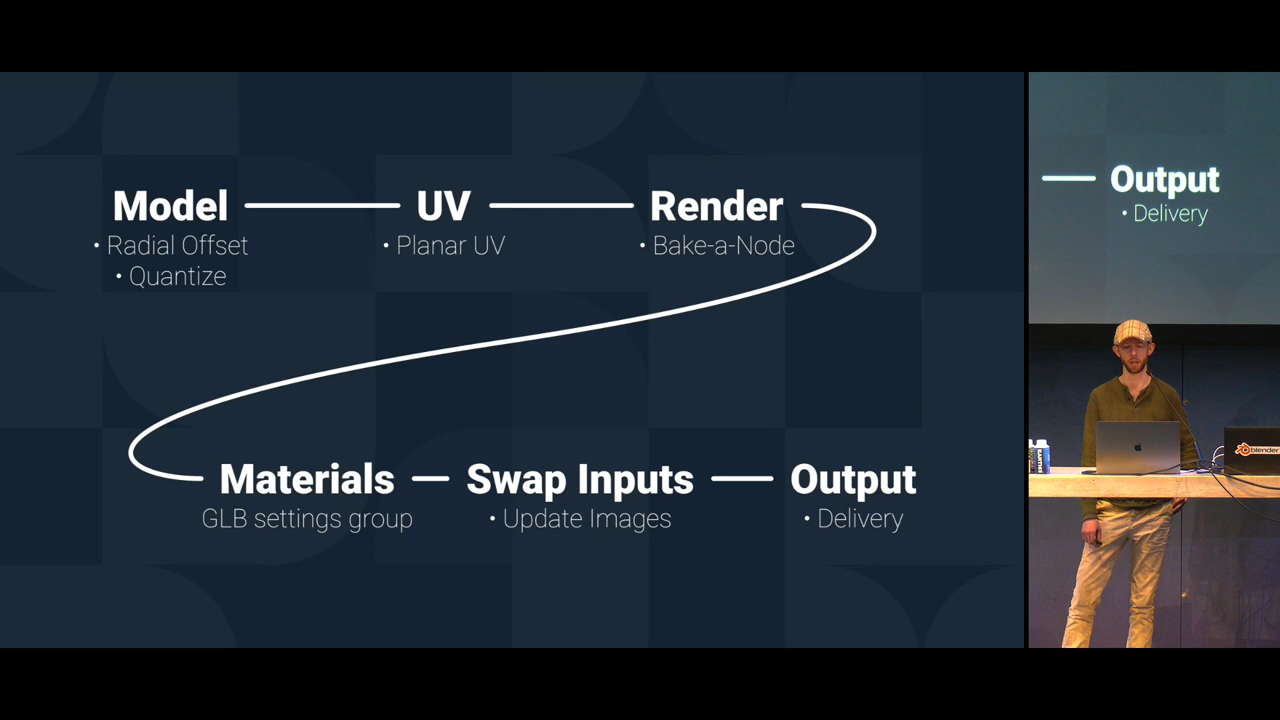 Model
UV
Render
• Radial Offset
• Quantize
• Planar UV
• Bake-a-Node
Materials
Swap Inputs
Output
GLB settings group
• Update Images
• Delivery
Output
• Delivery
blender